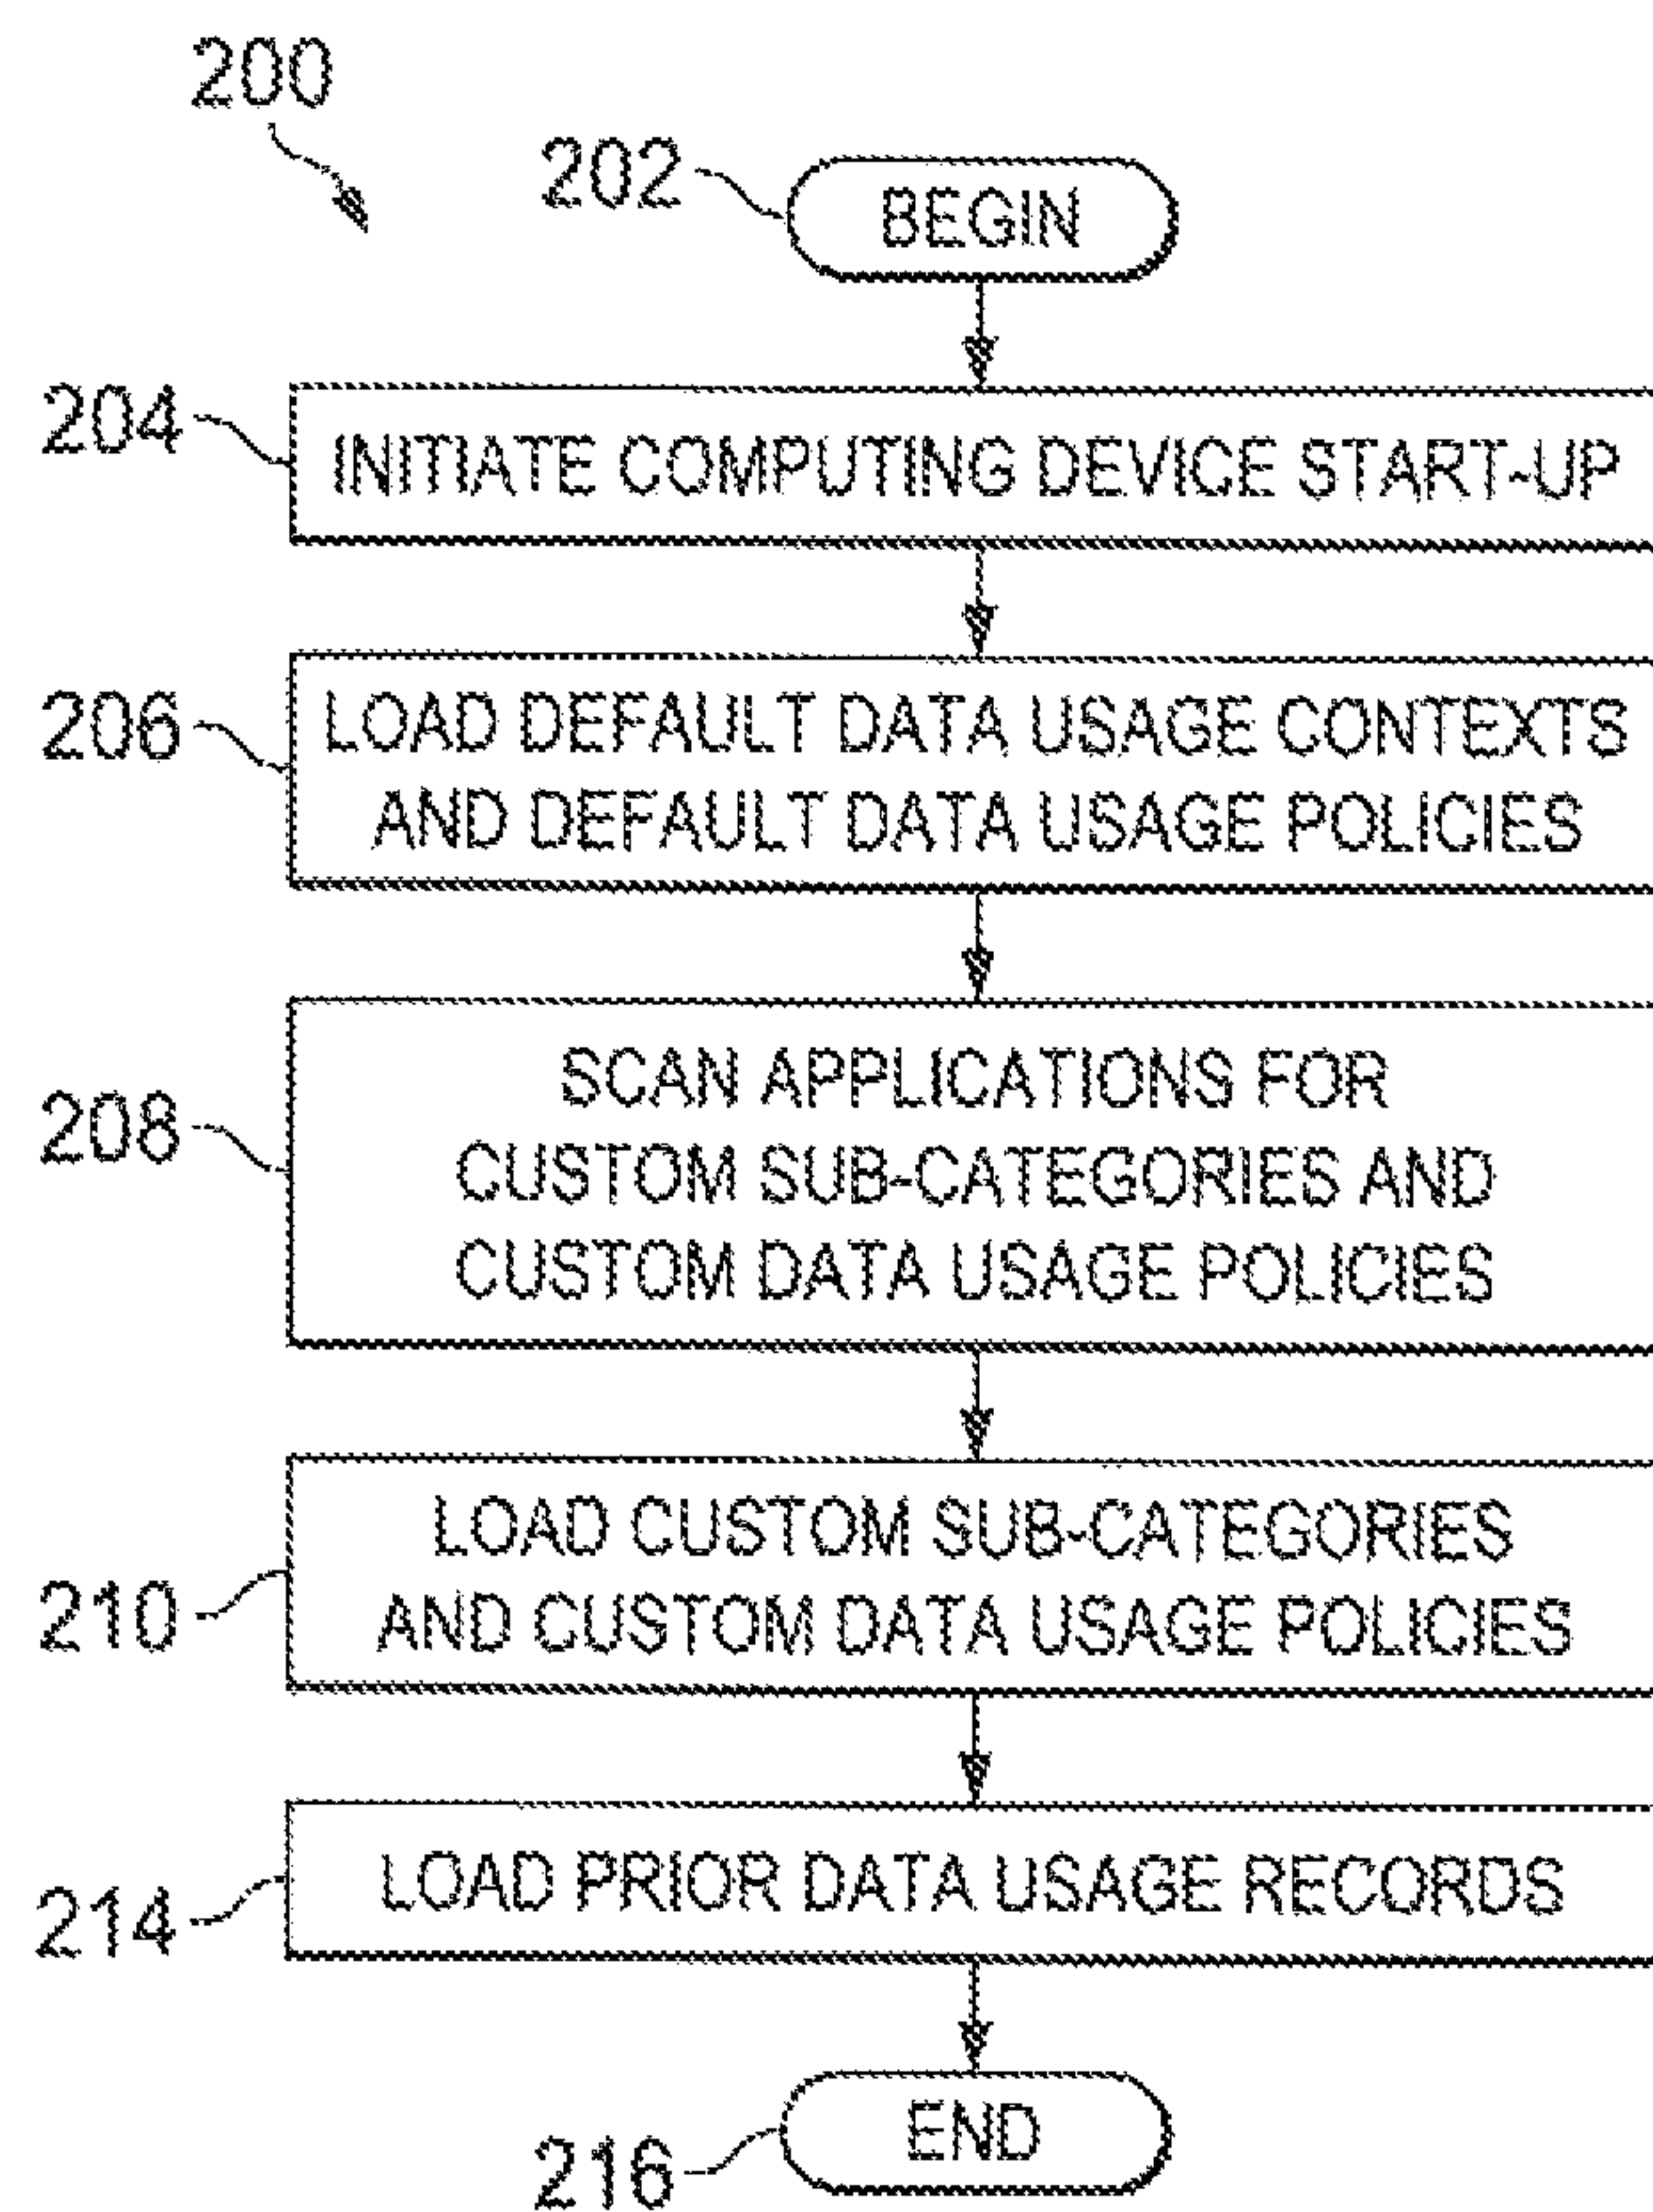 200
202
BEGIN
204
INITIATE COMPUTING DEVICE START-UP
206
LOAD DEFAULT DATA USAGE CONTEXTS
AND DEFAULT DATA USAGE POLICIES
208
SCAN APPLICATIONS FOR
CUSTOM SUB-CATEGORIES AND
CUSTOM DATA USAGE POLICIES
210
LOAD CUSTOM SUB-CATEGORIES
AND CUSTOM DATA USAGE POLICIES
214
LOAD PRIOR DATA USAGE RECORDS
216
END